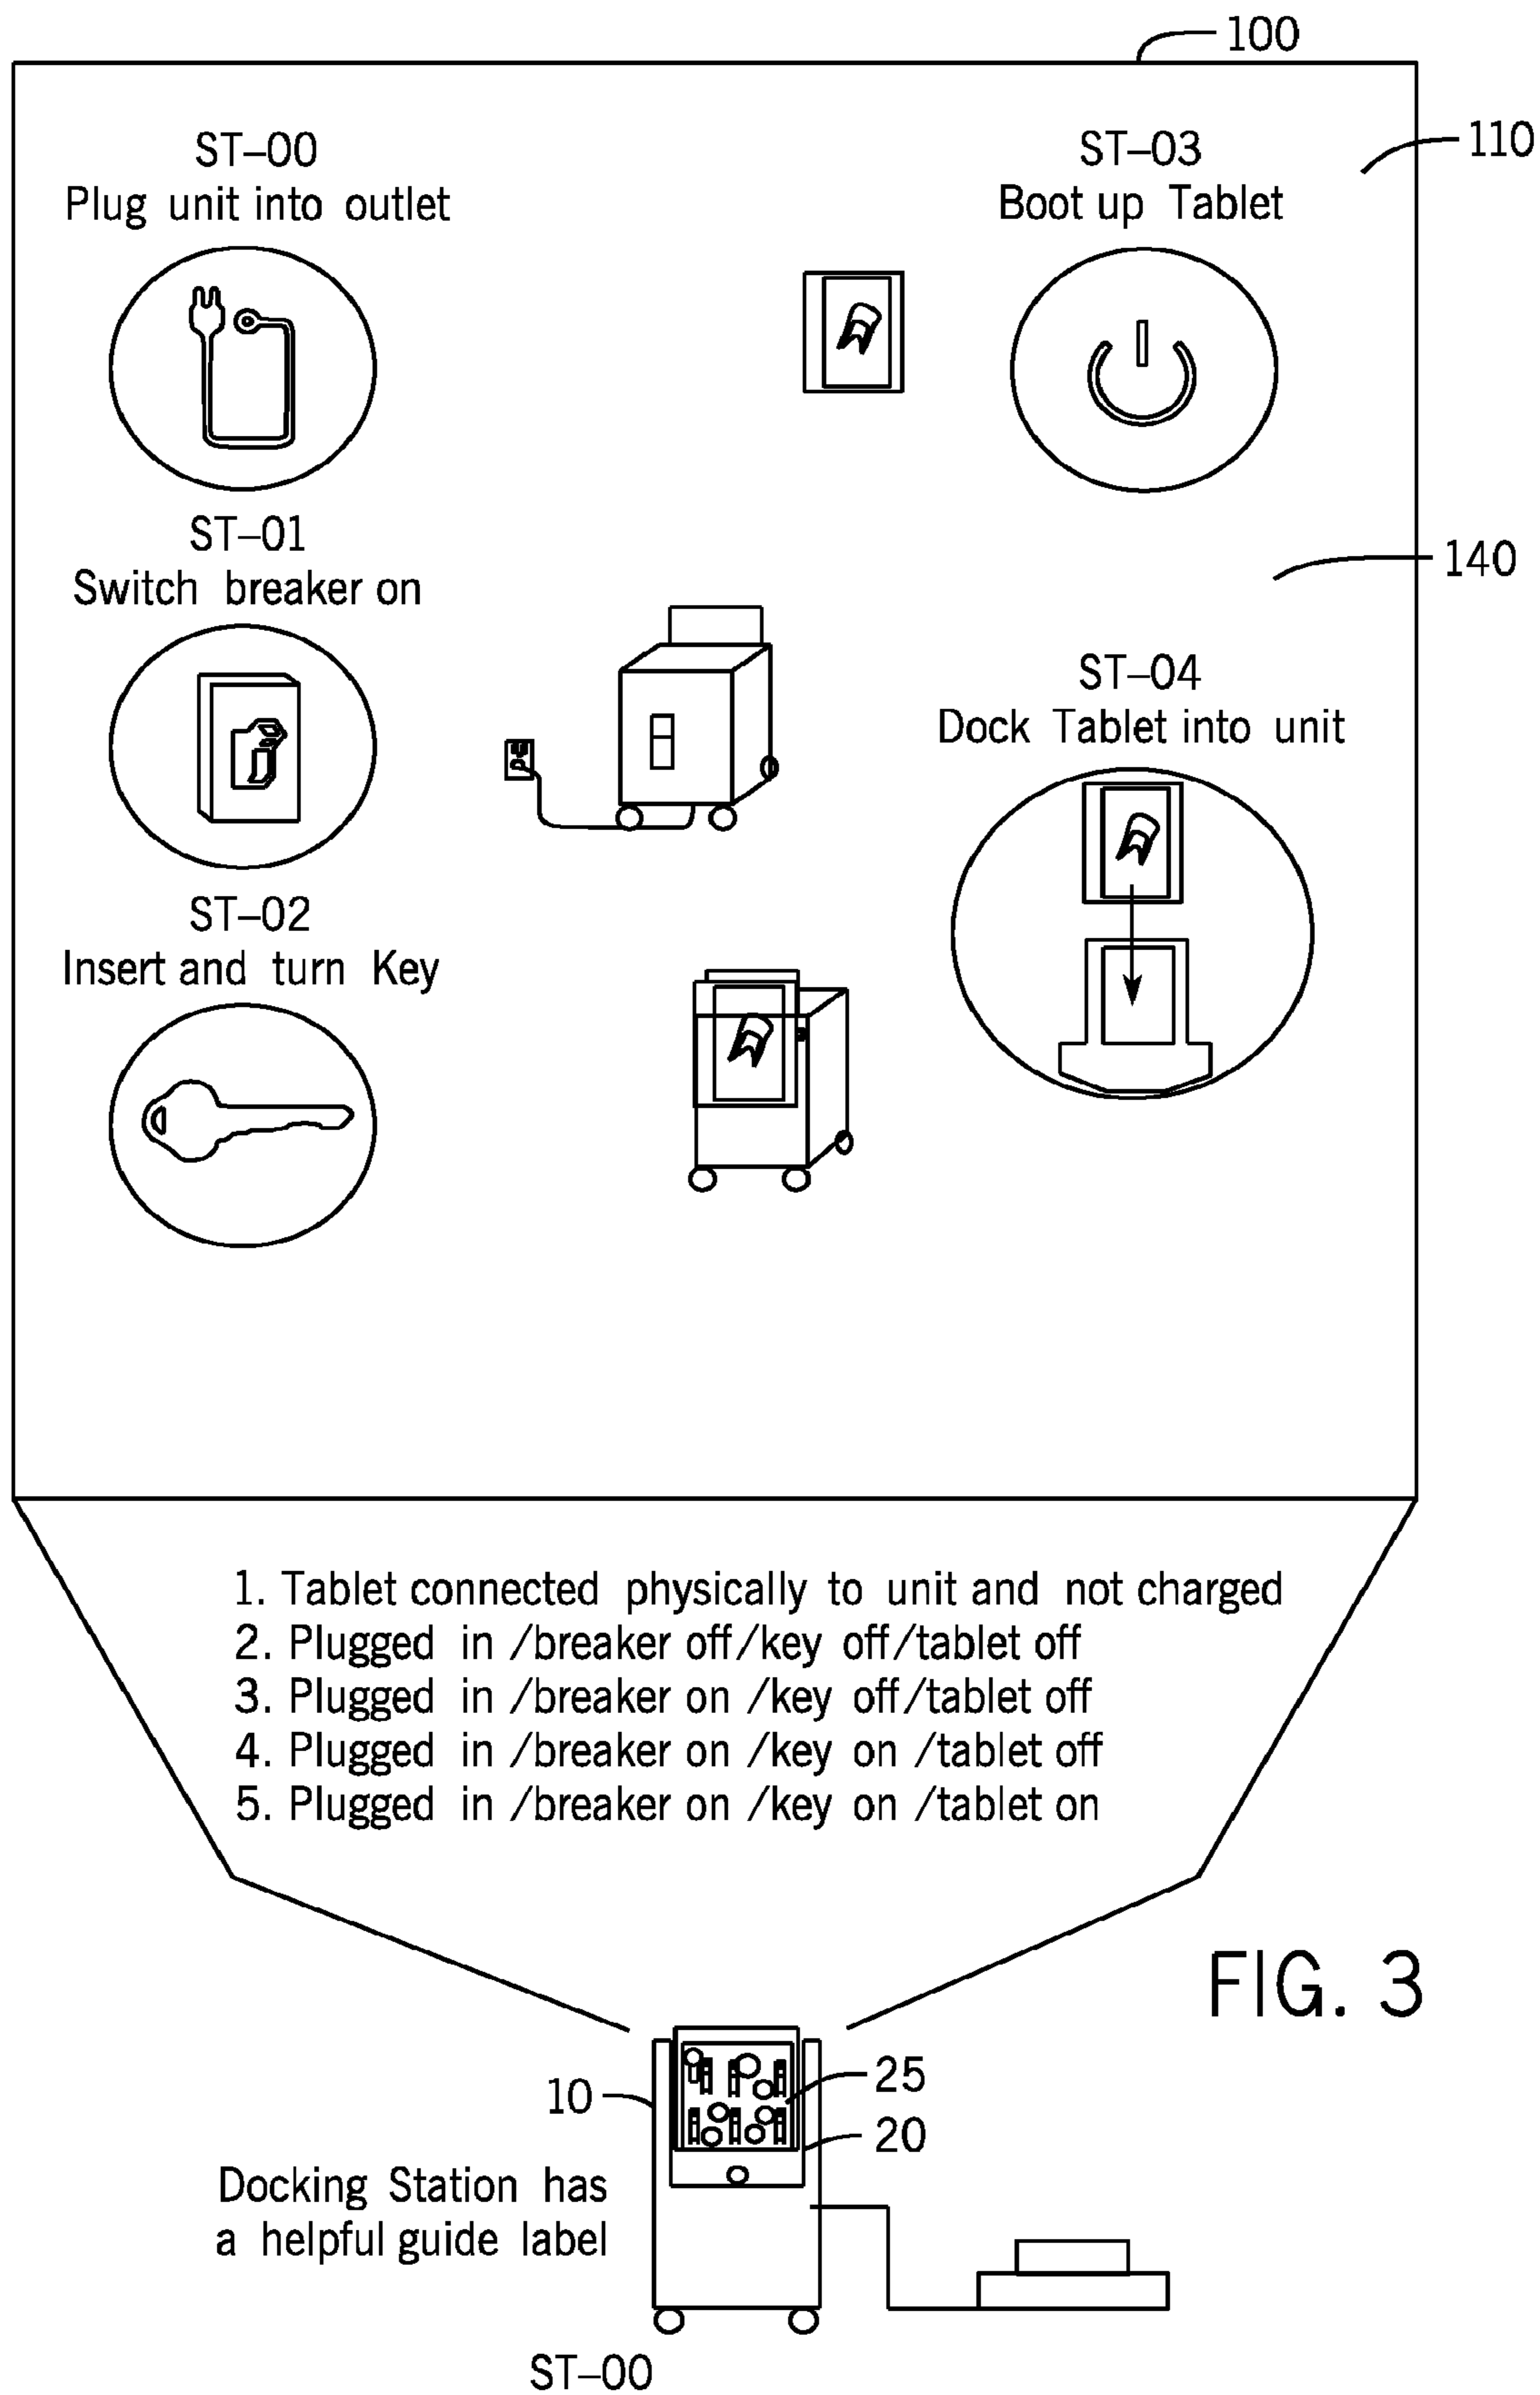 100
110
ST-00
Plug unit into outlet
ST-03
Boot up Tablet
ST-01
Switch breaker on
140
ST-04
Dock Tablet into unit
ST-02
Insert and turn Key
1. Tablet connected physically to unit and not charged
2. Plugged in /breaker off/key off/tablet off
3. Plugged in /breaker on /key off/tablet off
4. Plugged in /breaker on /key on /tablet off
5. Plugged in /breaker on /key on /tablet on
FIG. 3
10
25
20
Docking Station has
a helpful guide label
ST-00